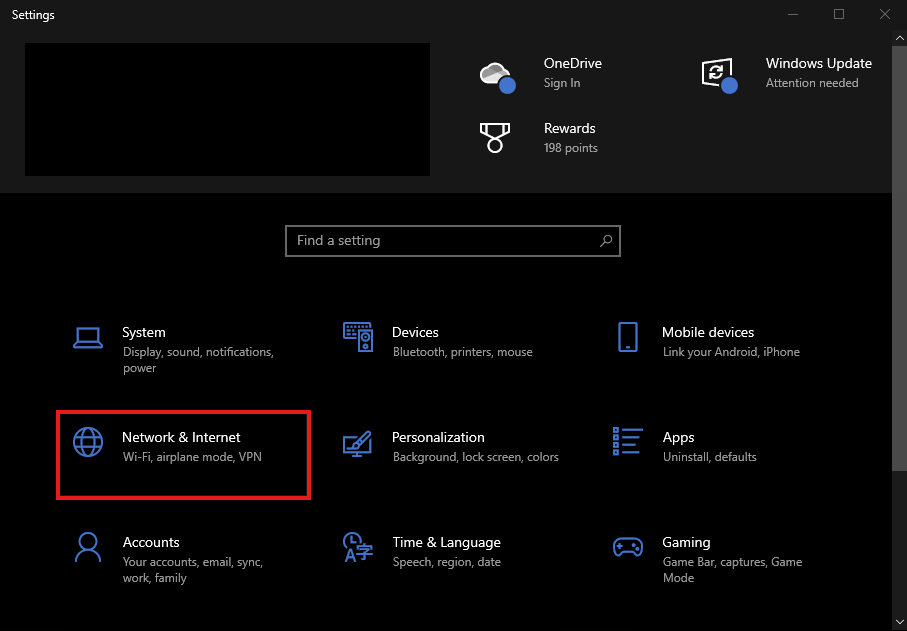 Settings
OneDrive
Sign In
Windows Update
Attention needed
Rewards
198 points
Find a setting
System
Display, sound, notifications,
power
Devices
Bluetooth, printers, mouse
Mobile devices
Link your Android, iPhone
Network & Internet
Wi-Fi, airplane mode, VPN
Personalization
Background, lock screen, colors
Apps
Uninstall, defaults
Accounts
Your accounts, email, sync,
work, family
Time & Language
Speech, region, date
Gaming
Game Bar, captures, Game
Mode